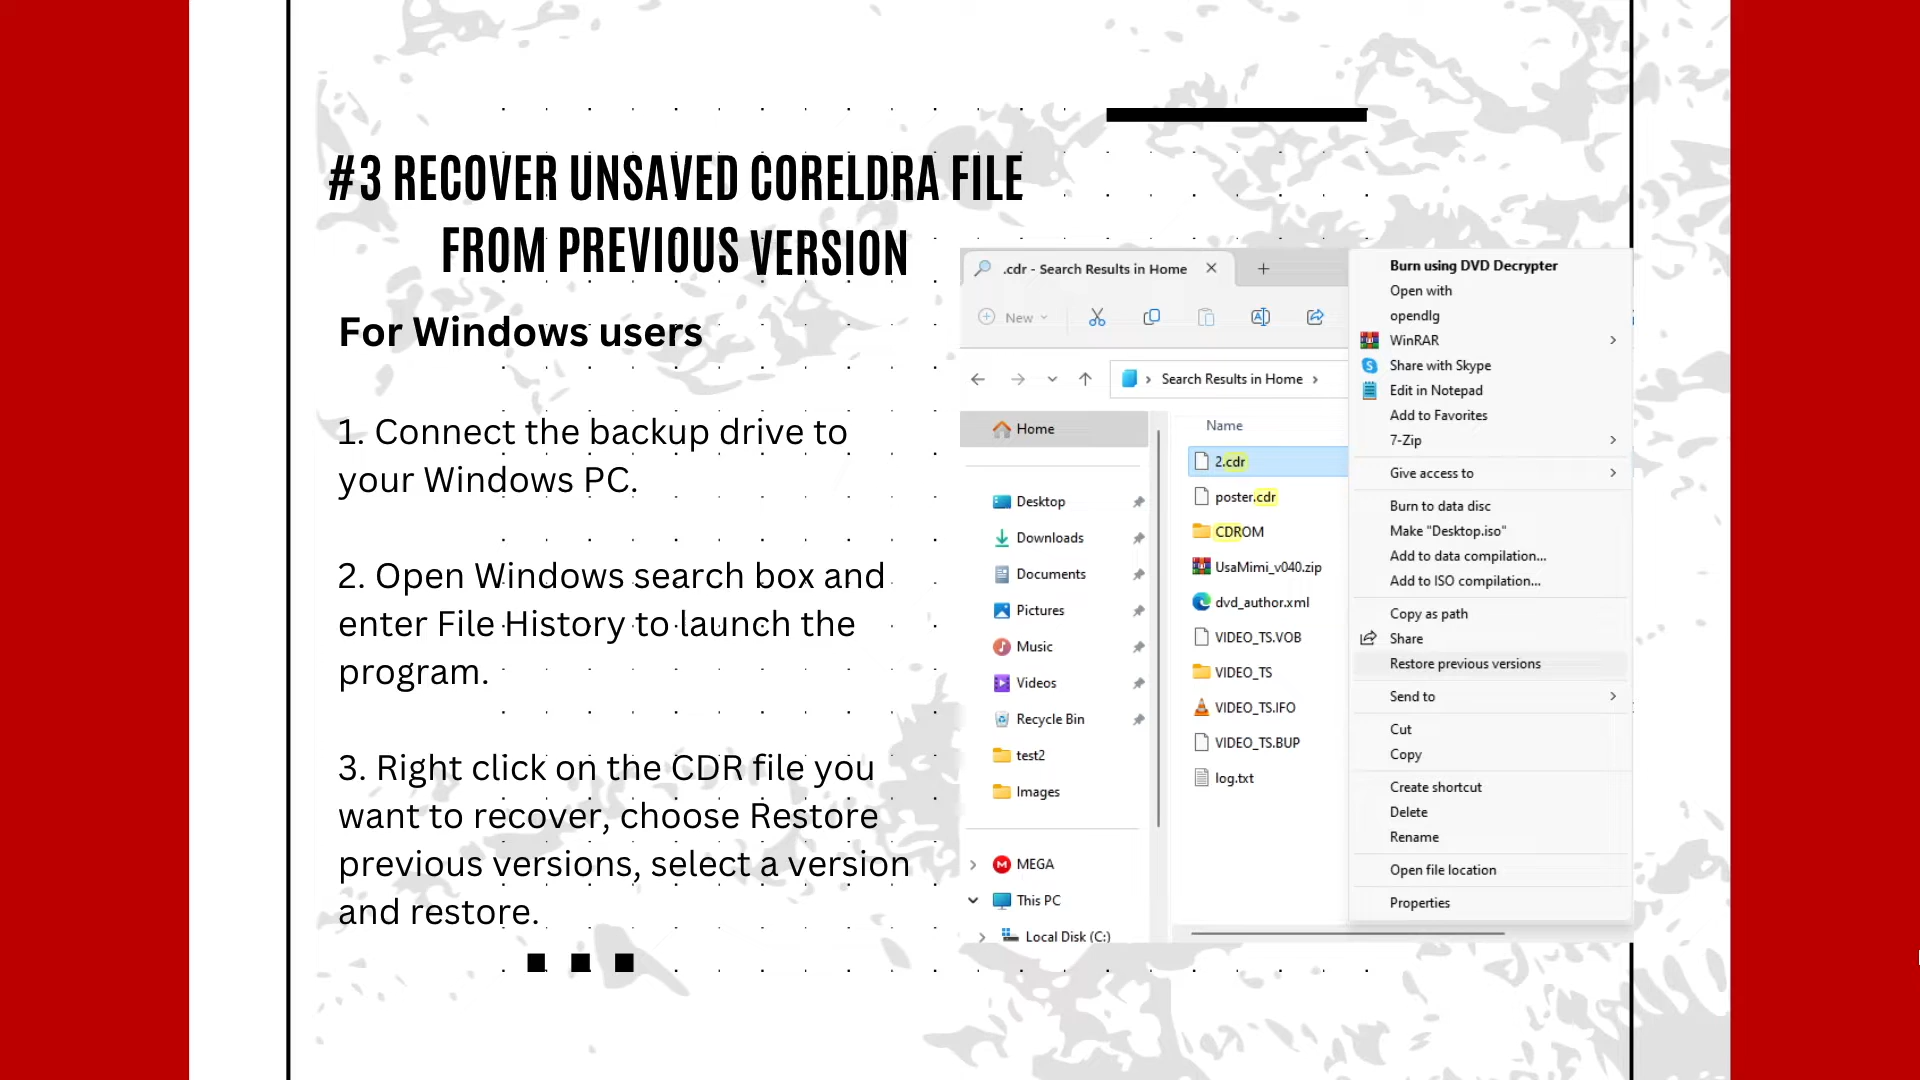 #3 RECOVER UNSAVED CORELDRA FILE
FROM PREVIOUS VERSION
For Windows users
1. Connect the backup drive to
your Windows PC.
2. Open Windows search box and
enter File History to launch the
program.
3. Right click on the CDR file you
want to recover, choose Restore
previous versions, select a version
and restore.
.cdr - Search Results in Home
New
Search Results in Home
Home
Desktop
Downloads
Documents
Pictures
Music
Videos
Recycle Bin
test2
Images
MEGA
This PC
Local Disk (C:)
Name
2.cdr
poster.cdr
CDROM
UsaMimi_v040.zip
dvd_author.xml
VIDEO_TS.VOB
VIDEO_TS
VIDEO_TS.IFO
VIDEO_TS.BUP
log.txt
Burn using DVD Decrypter
Open with
opendlg
WinRAR
Share with Skype
Edit in Notepad
Add to Favorites
7-Zip
Give access to
Burn to data disc
Make "Desktop.iso"
Add to data compilation...
Add to ISO compilation...
Copy as path
Share
Restore previous versions
Send to
Cut
Copy
Create shortcut
Delete
Rename
Open file location
Properties